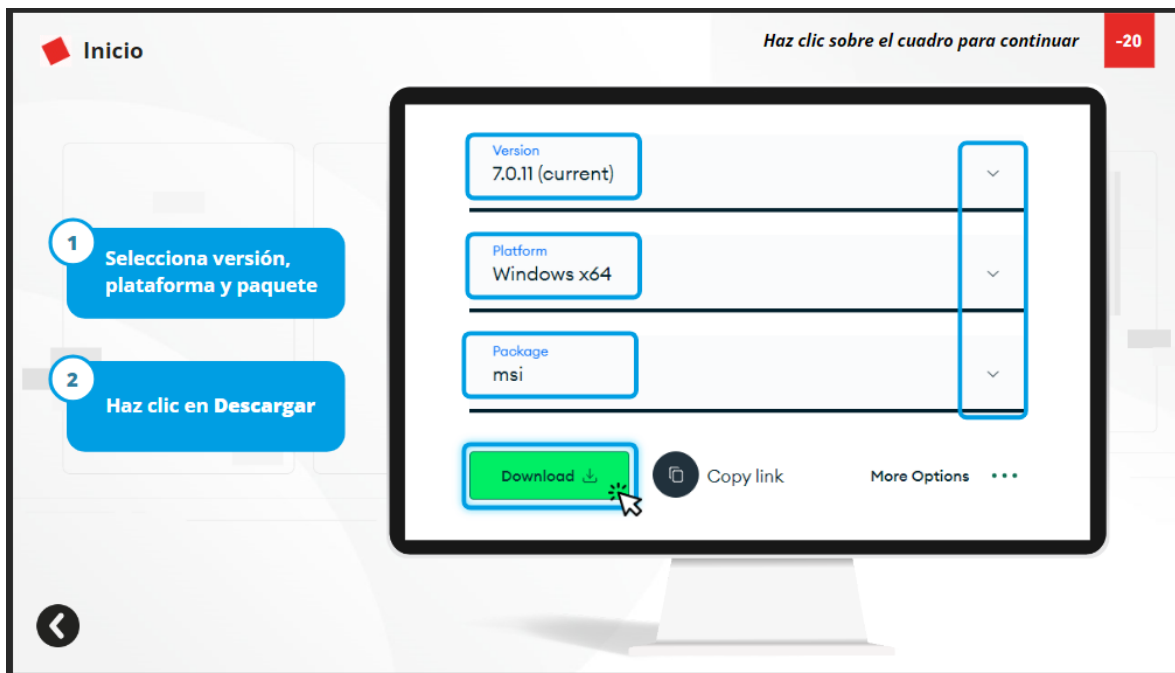 Inicio
Haz clic sobre el cuadro para continuar
-20
1
Selecciona versión,
plataforma y paquete
2
Haz clic en Descargar
Version
7.0.11 (current)
Platform
Windows x64
Package
msi
Download
Copy link
More Options